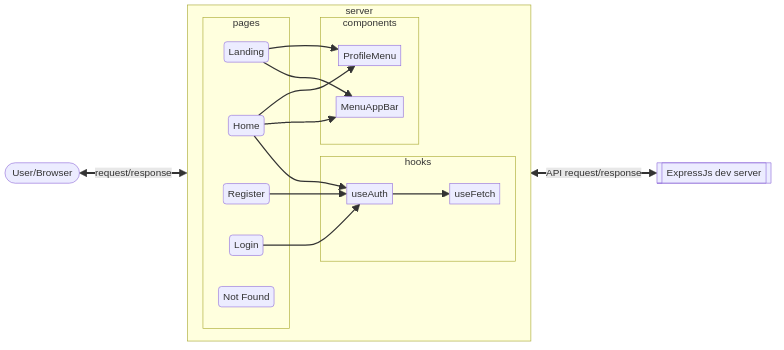 server
pages
components
Landing
ProfileMenu
MenuAppBar
Home
hooks
User/Browser
request/response
API request/response
ExpressJs dev server
Register
useAuth
useFetch
Login
Not Found